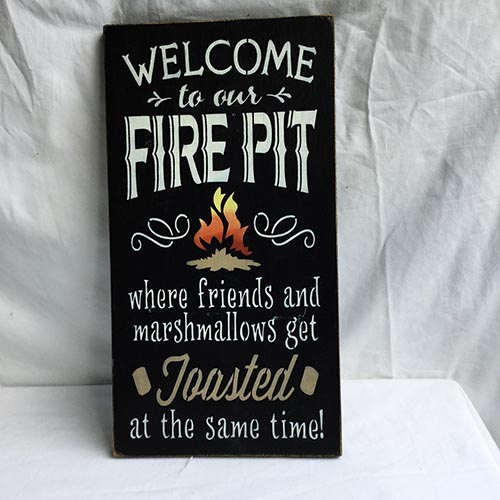 WELCOME
to our
FIRE PIT
where friends and
marshmallows get
Toasted
at the same time!